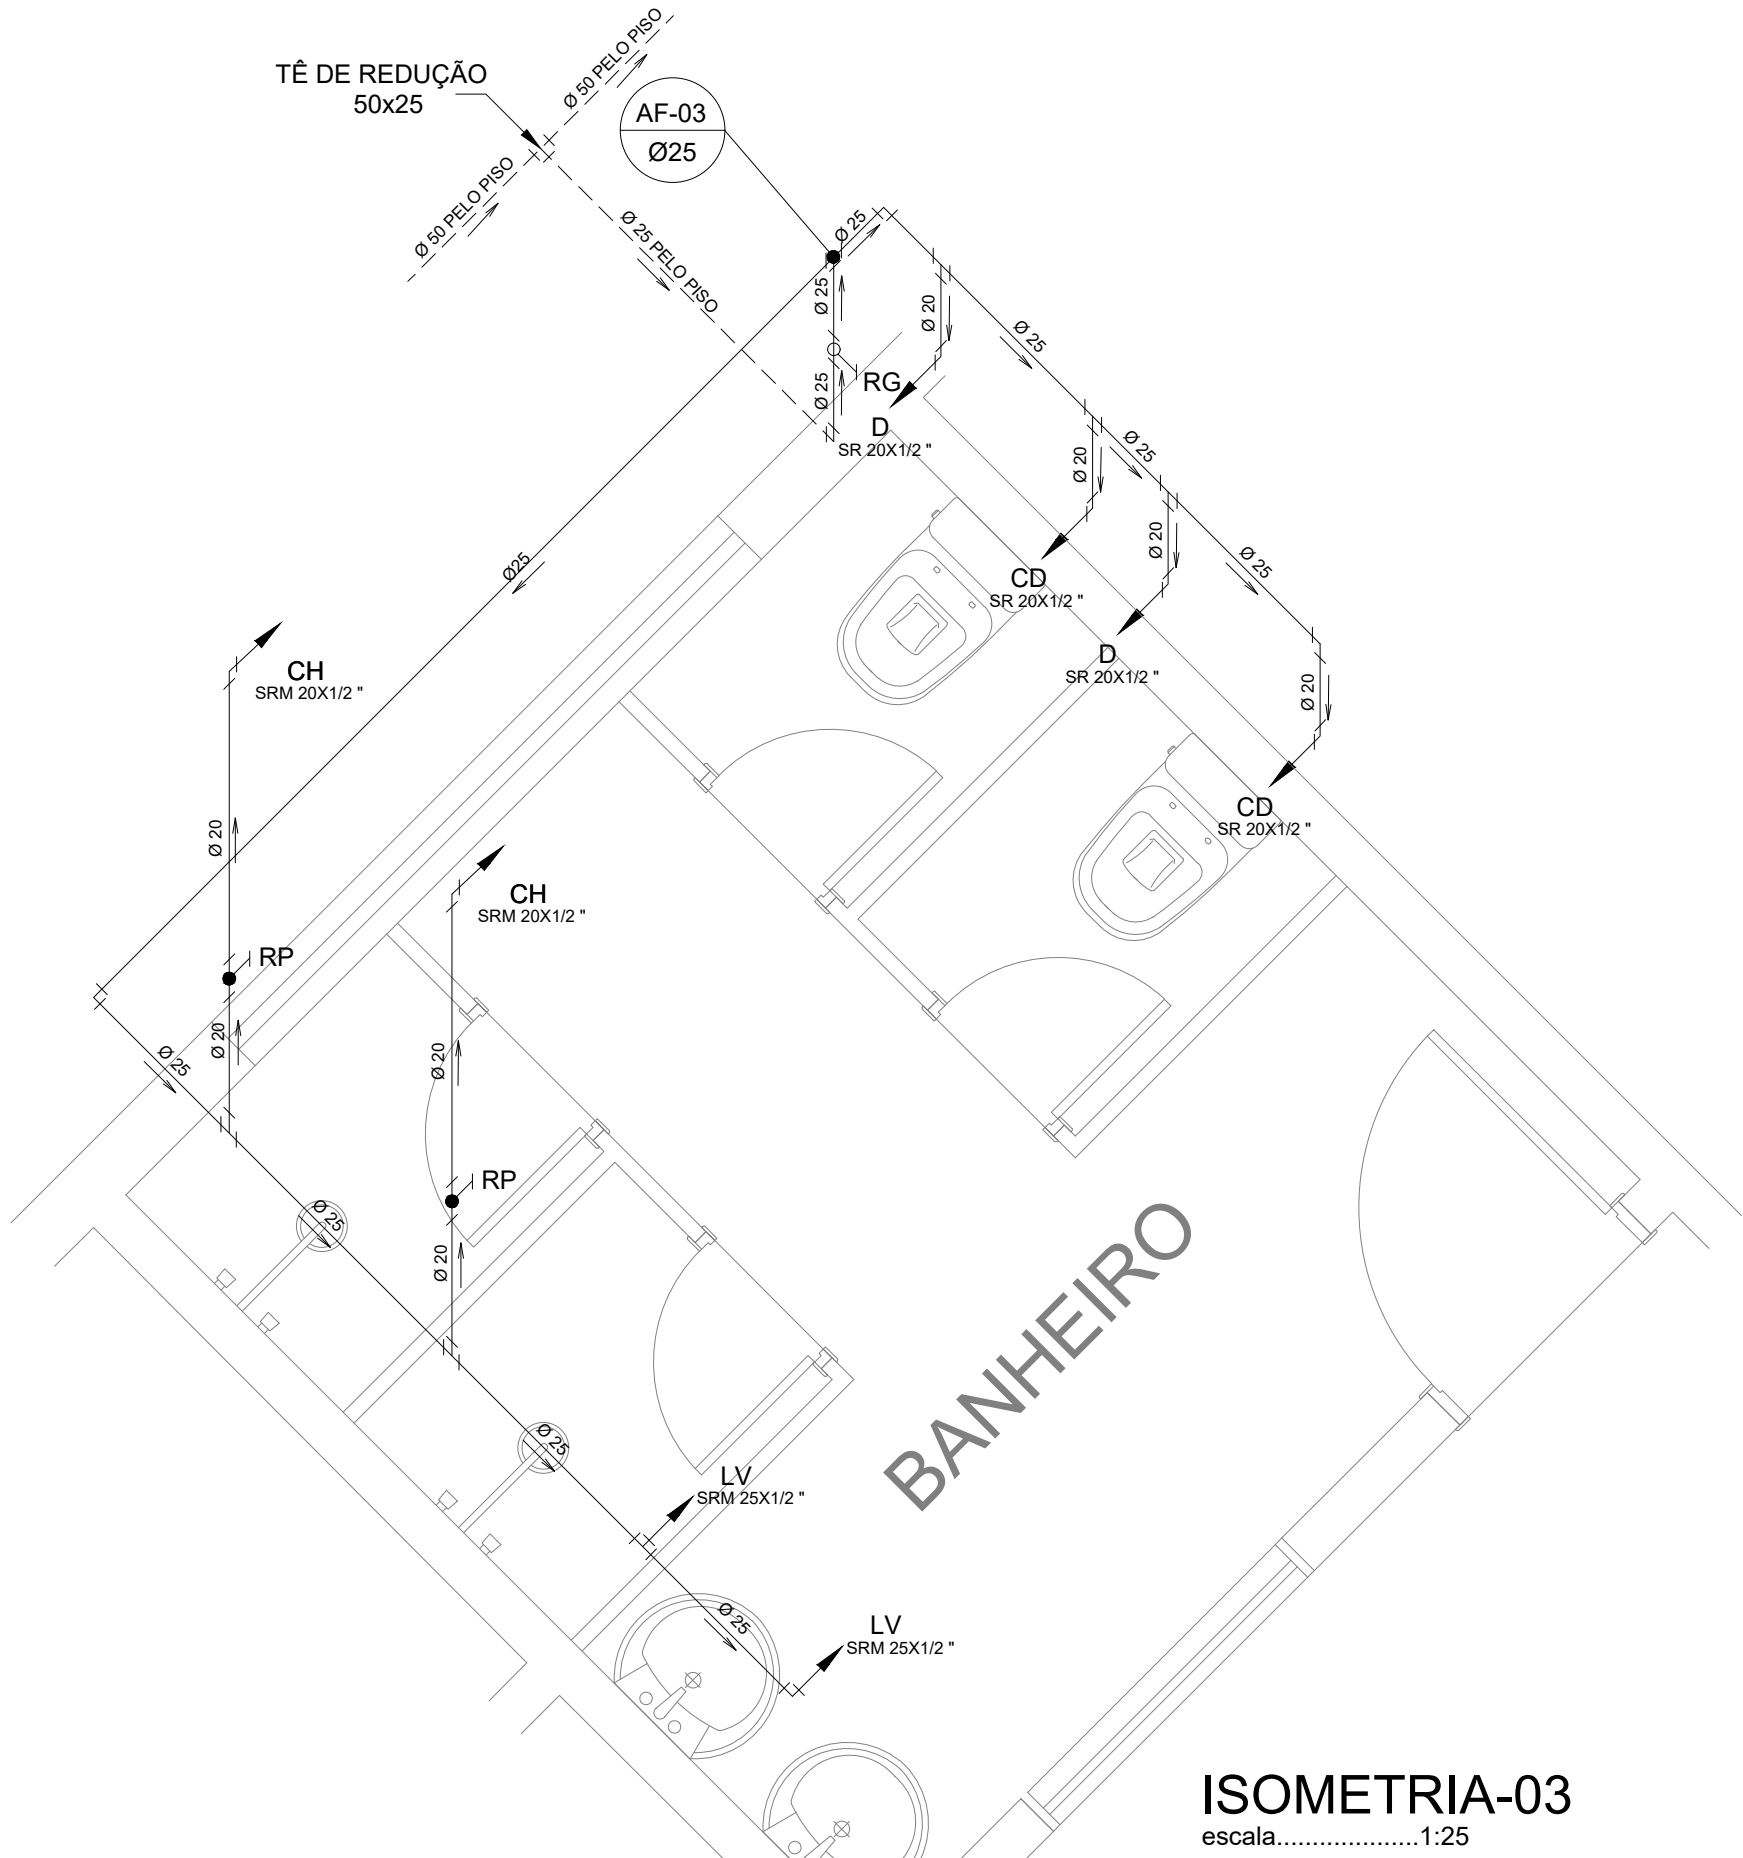 Ø 50 PELO PISO
TÊ DE REDUÇÃO
50x25
AF-03
Ø25
Ø 50 PELO PISO
Ø 25 PELO PISO
Ø 25
Ø 25
Ø 20
Ø 25
Ø 25
RG
D
SR 20X1/2 "
Ø 25
Ø 20
Ø 20
Ø 25
Ø25
CD
SR 20X1/2 "
D
SR 20X1/2 "
Ø 20
CH
SRM 20X1/2 "
CD
SR 20X1/2 "
Ø 20
CH
SRM 20X1/2 "
RP
Ø 20
Ø 25
Ø 20
RP
Ø 25
Ø 20
BANHEIRO
Ø 25
LV
SRM 25X1/2 "
Ø 25
LV
SRM 25X1/2 "
ISOMETRIA-03
escala....................1:25